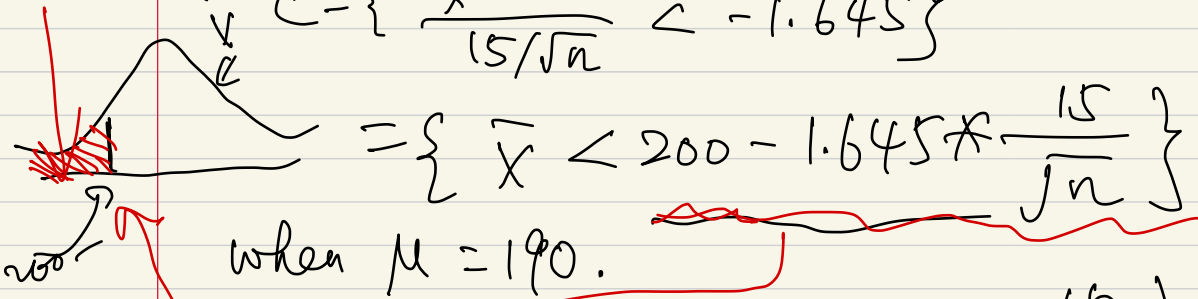 C = { / 15/√n < -1.645}
= { X̄ < 200 - 1.645 * 15/√n }
200
when μ = 190.